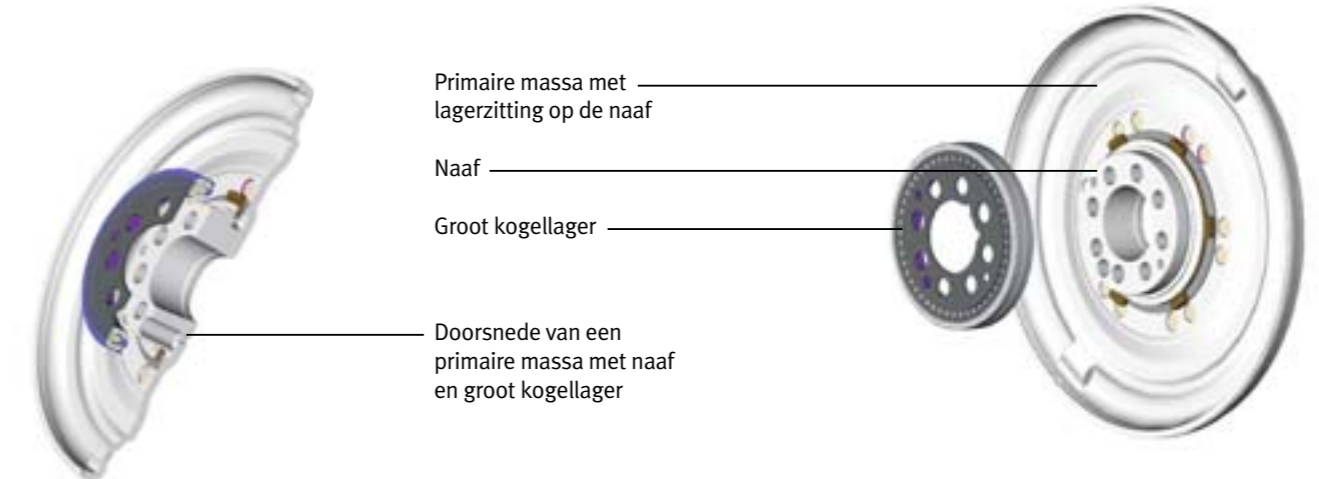 Primaire massa met
lagerzitting op de naaf
Naaf
Groot kogellager
Doorsnede van een
primaire massa met naaf
en groot kogellager